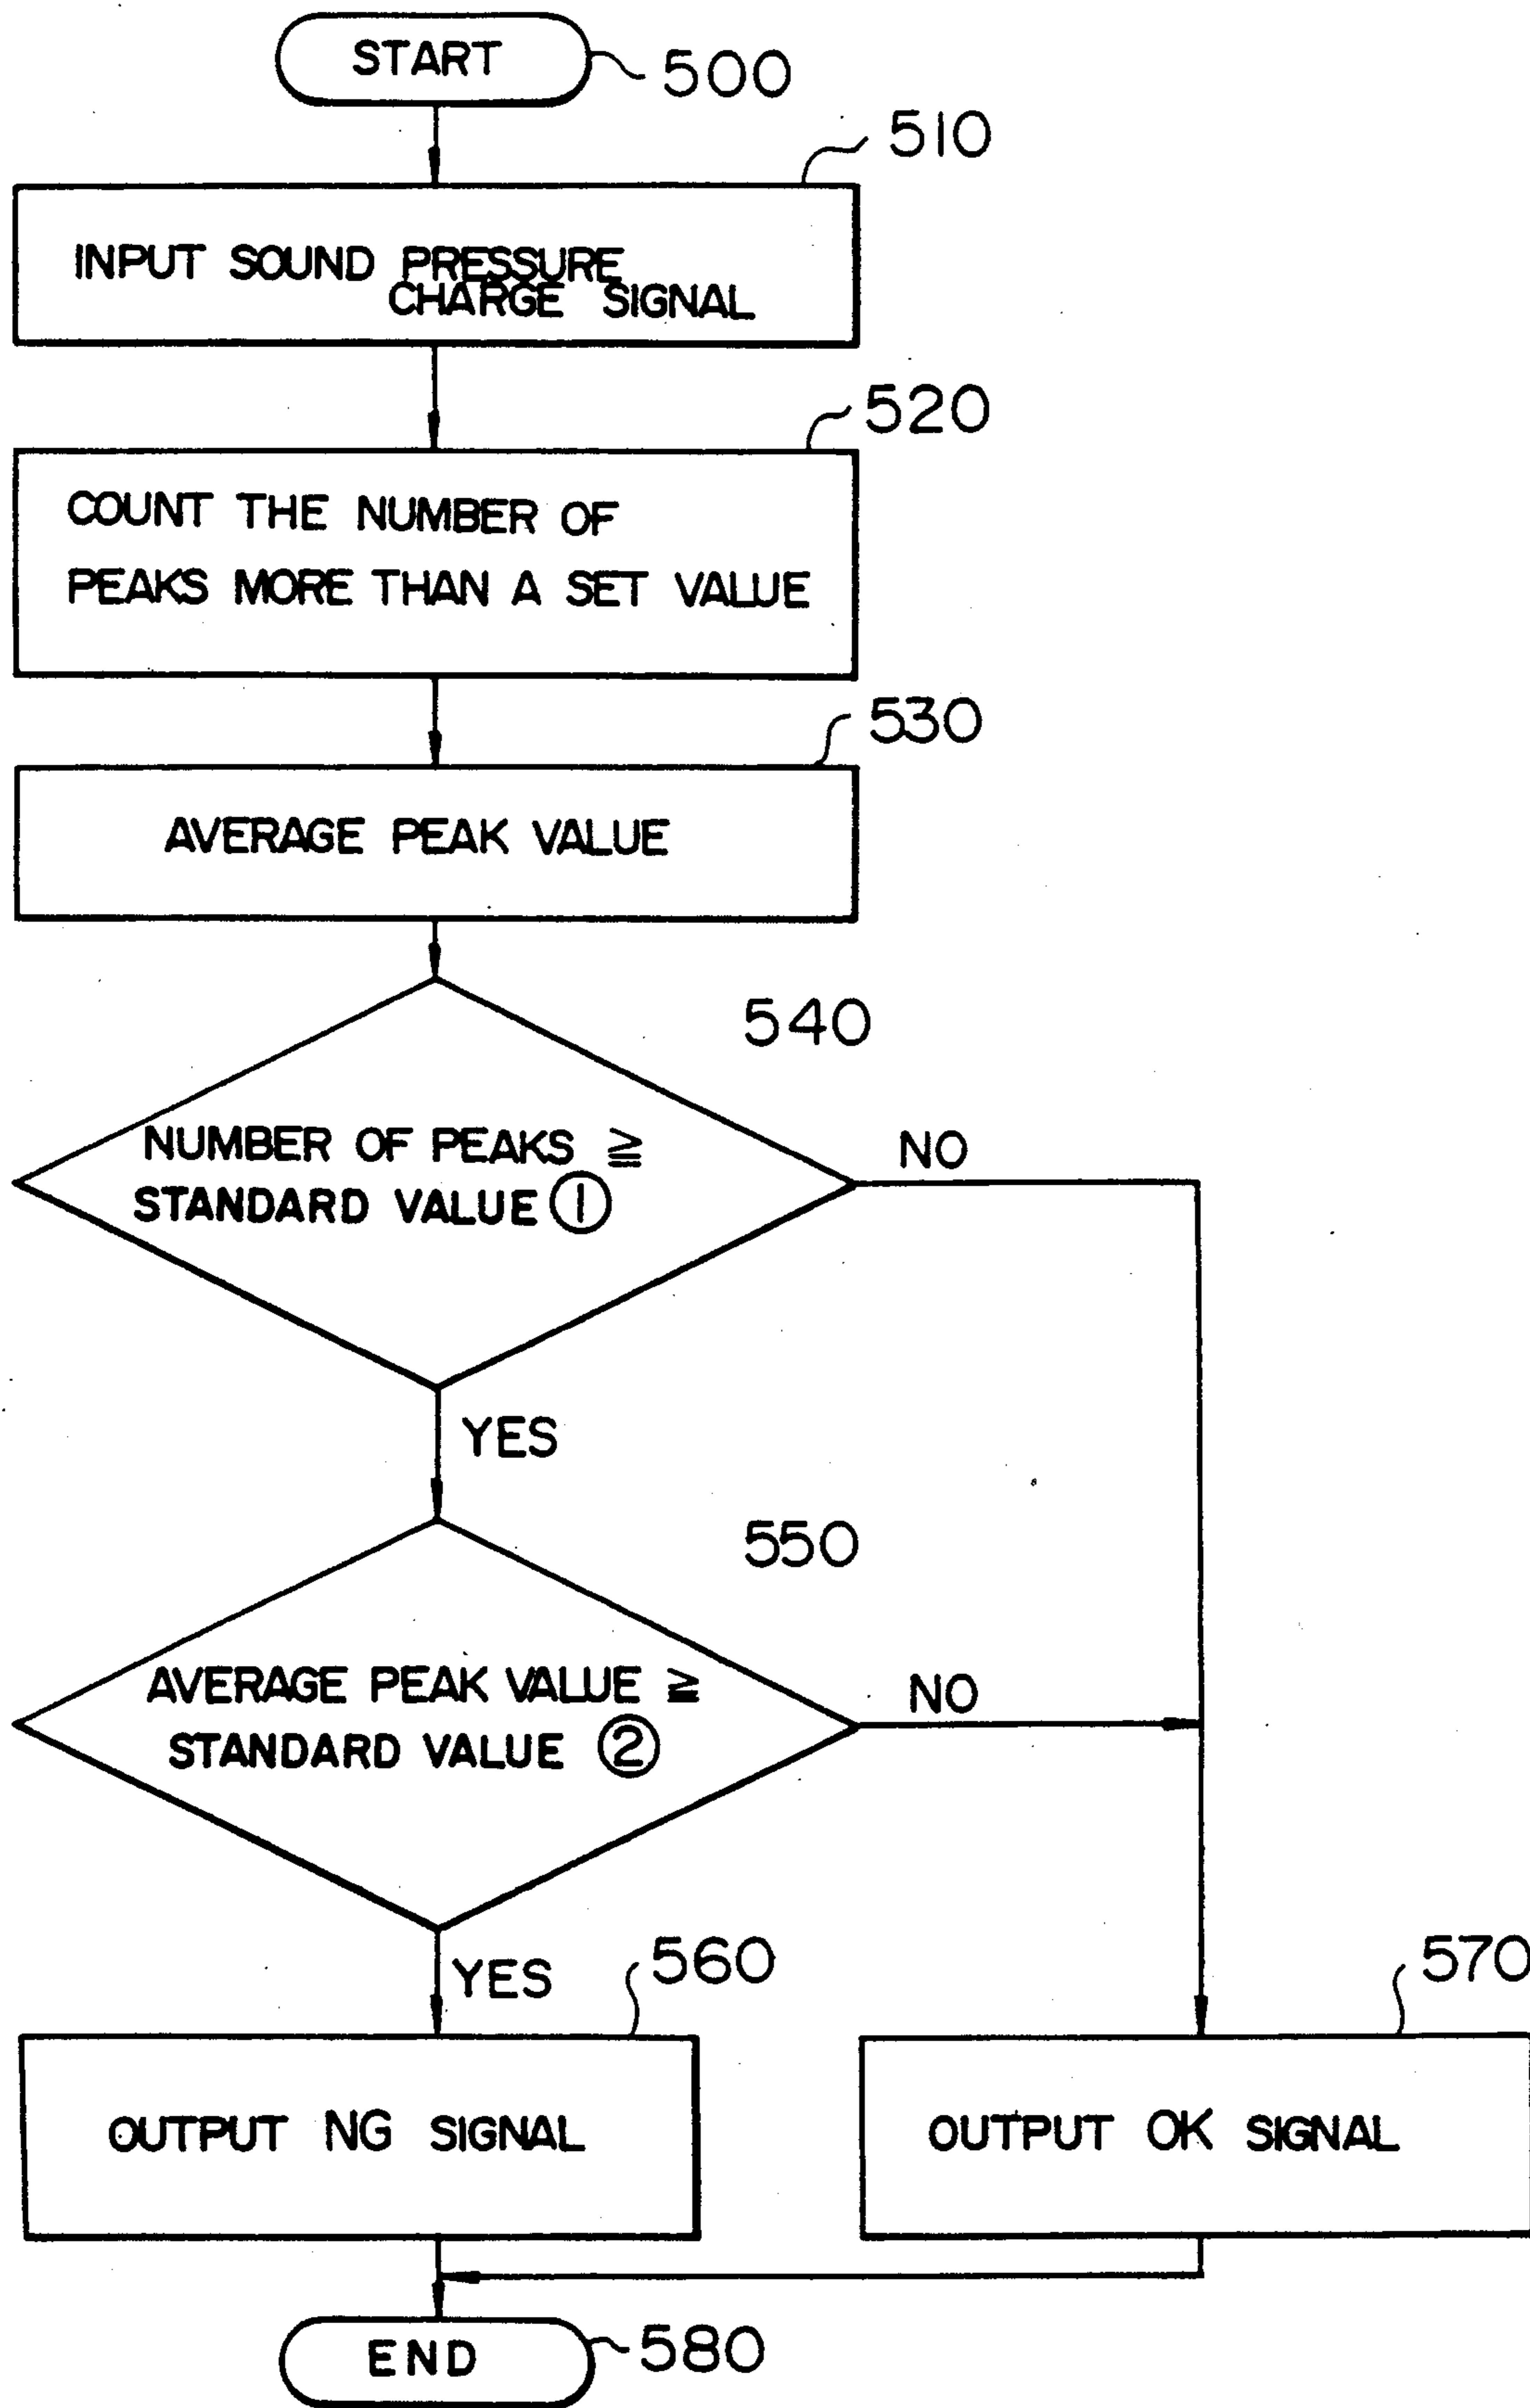 START
500
510
INPUT SOUND PRESSURE
CHARGE SIGNAL
520
COUNT THE NUMBER OF
PEAKS MORE THAN A SET VALUE
530
AVERAGE PEAK VALUE
540
NUMBER OF PEAKS ≧
STANDARD VALUE ①
NO
YES
550
AVERAGE PEAK VALUE ≧
STANDARD VALUE ②
NO
YES
560
570
OUTPUT NG SIGNAL
OUTPUT OK SIGNAL
END
580